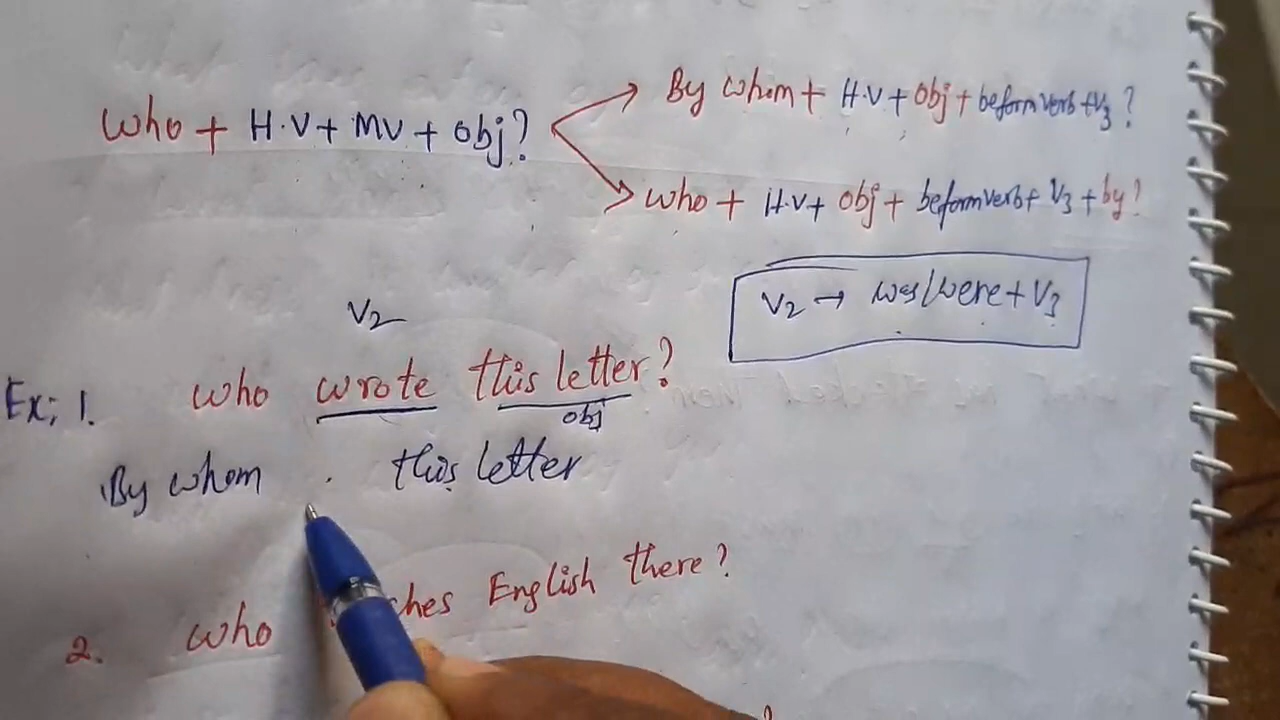 Who + H.V + MV + Obj?
By whom + H.V + Obj + beform verb + V3 ?
Who + H.V + Obj + beform verb + V3 + by?
V2 → was/were + V3
V2
Ex; 1. Who wrote this letter?
obj
By whom this letter
2. Who ches English there?